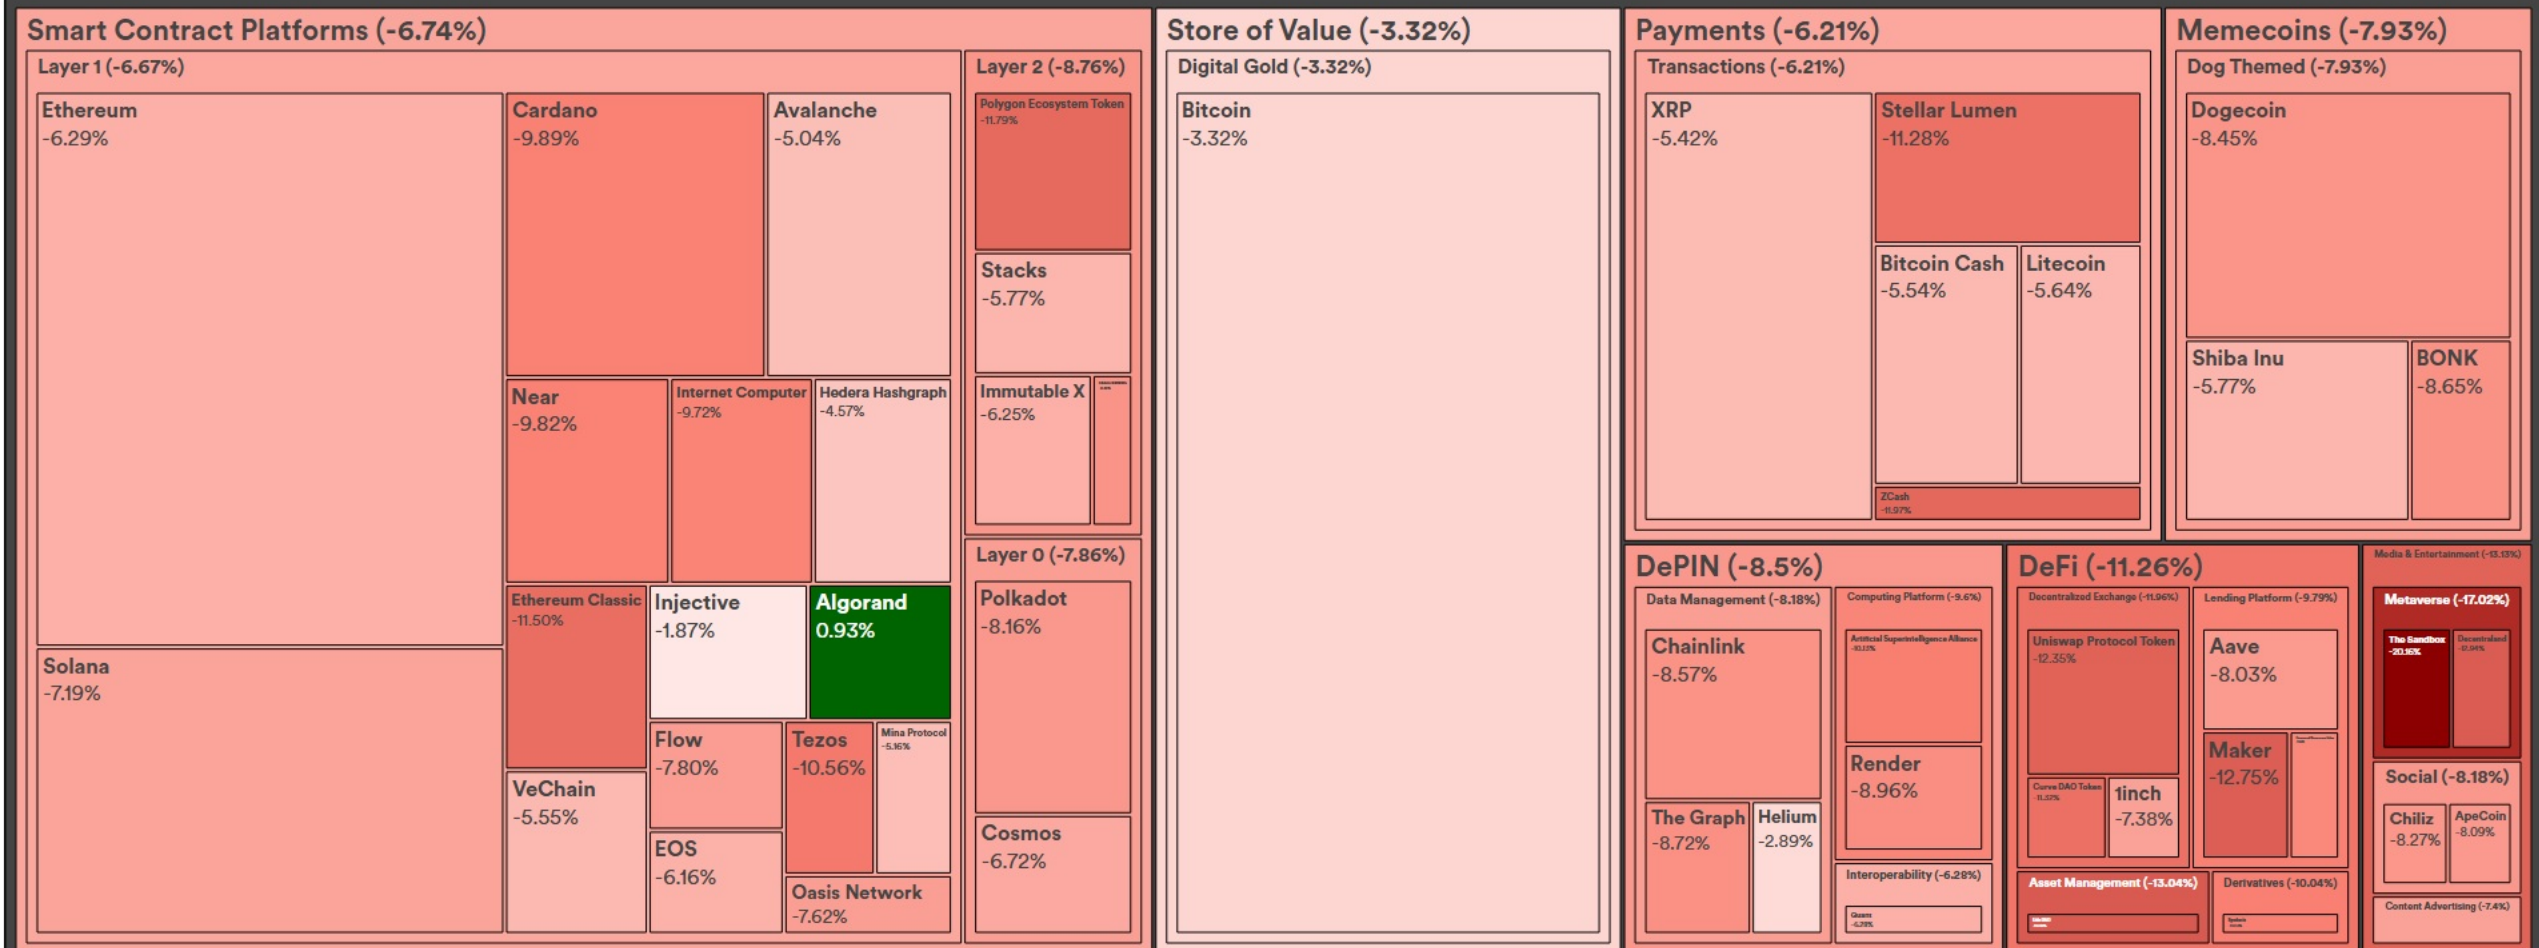 Smart Contract Platforms (-6.74%)
Layer 1 (-6.67%)
Ethereum
-6.29%
Solana
-7.19%
Cardano
-9.89%
Avalanche
-5.04%
Near
-9.82%
Internet Computer
-9.72%
Hedera Hashgraph
-4.57%
Ethereum Classic
-11.50%
Injective
-1.87%
Algorand
0.93%
VeChain
-5.55%
Flow
-7.80%
Tezos
-10.56%
Mina Protocol
-5.16%
EOS
-6.16%
Oasis Network
-7.62%
Layer 2 (-8.76%)
Polygon Ecosystem Token
-11.79%
Stacks
-5.77%
Immutable X
-6.25%
Layer 0 (-7.86%)
Polkadot
-8.16%
Cosmos
-6.72%
Store of Value (-3.32%)
Digital Gold (-3.32%)
Bitcoin
-3.32%
Payments (-6.21%)
Transactions (-6.21%)
XRP
-5.42%
Stellar Lumen
-11.28%
Bitcoin Cash
-5.54%
Litecoin
-5.64%
ZCash
-11.97%
Memecoins (-7.93%)
Dog Themed (-7.93%)
Dogecoin
-8.45%
Shiba Inu
-5.77%
BONK
-8.65%
DePIN (-8.5%)
Data Management (-8.18%)
Chainlink
-8.57%
The Graph
-8.72%
Helium
-2.89%
Computing Platform (-9.6%)
Artificial Superintelligence Alliance
Render
-8.96%
Interoperability (-6.28%)
DeFi (-11.26%)
Decentralized Exchange (-11.96%)
Uniswap Protocol Token
-12.35%
Curve DAO Token
1inch
-7.38%
Lending Platform (-9.79%)
Aave
-8.03%
Maker
-12.75%
Asset Management (-13.04%)
Derivatives (-10.04%)
Media & Entertainment (-13.13%)
Metaverse (-17.02%)
The Sandbox
-20.16%
Decentraland
Social (-8.18%)
Chiliz
-8.27%
ApeCoin
-8.09%
Content Advertising (-7.4%)